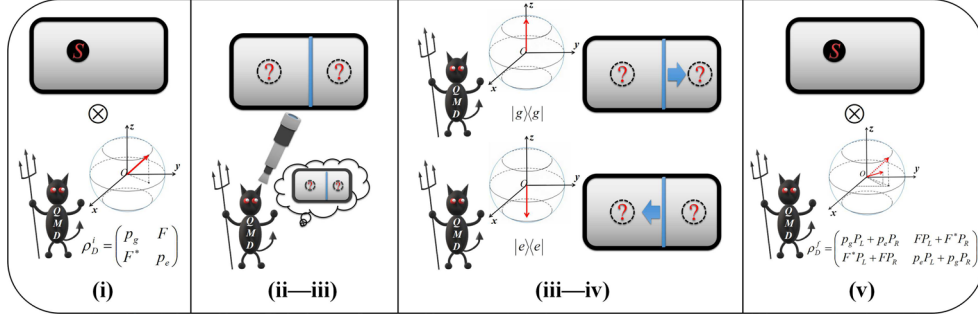 S
⊗
z
y
O
x
Q
M
D
ρ_D^i = ( p_g F
F* p_e )
(i)
? ?
? ?
Q
M
D
(ii—iii)
z
y
O
x
Q
M
D
|g⟩⟨g|
? ?
z
y
O
x
Q
M
D
|e⟩⟨e|
? ?
(iii—iv)
S
⊗
z
y
O
x
Q
M
D
ρ_D^f = ( p_g P_L + p_e P_R FP_L + F*P_R
F*P_L + FP_R p_e P_L + p_g P_R )
(v)